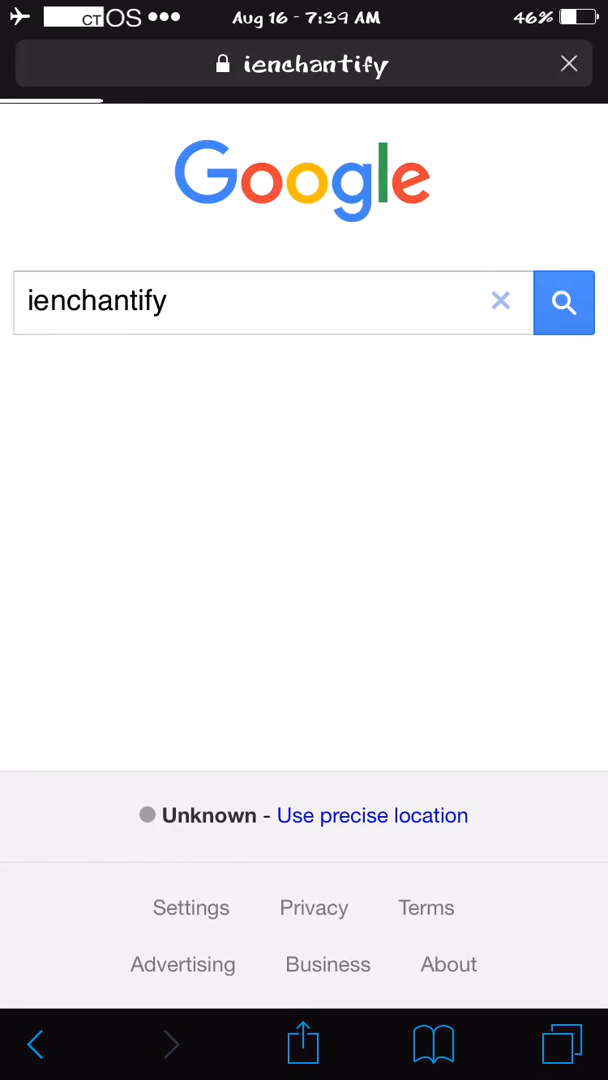 CT OS ••• Aug 16 - 7:39 AM 46%
ienchantify
Google
ienchantify
Unknown - Use precise location
Settings Privacy Terms
Advertising Business About